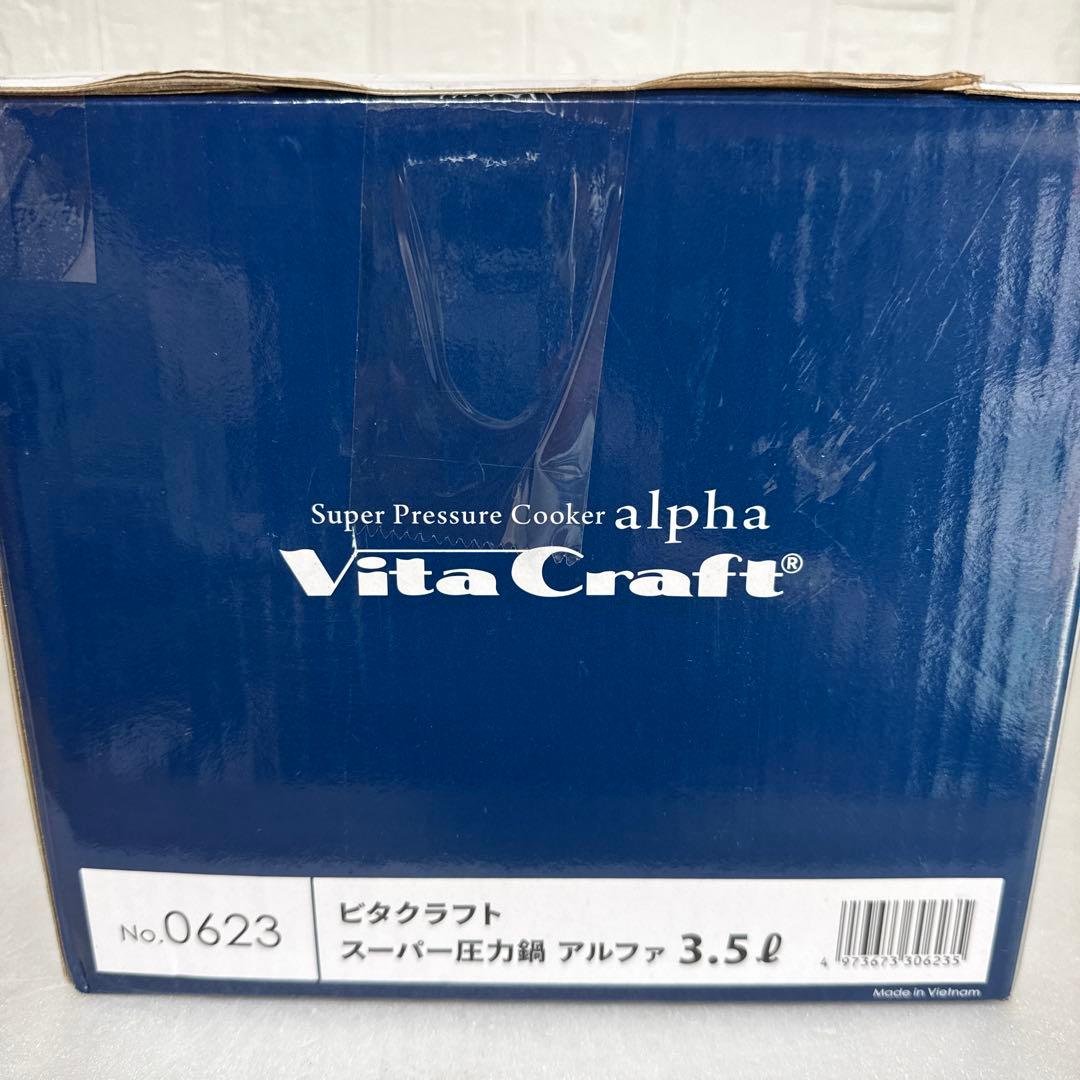 Super Pressure Cooker alpha
Vita Craft®
No.0623
ビタクラフト
スーパー圧力鍋 アルファ 3.5ℓ
4 973673 306235
Made in Vietnam